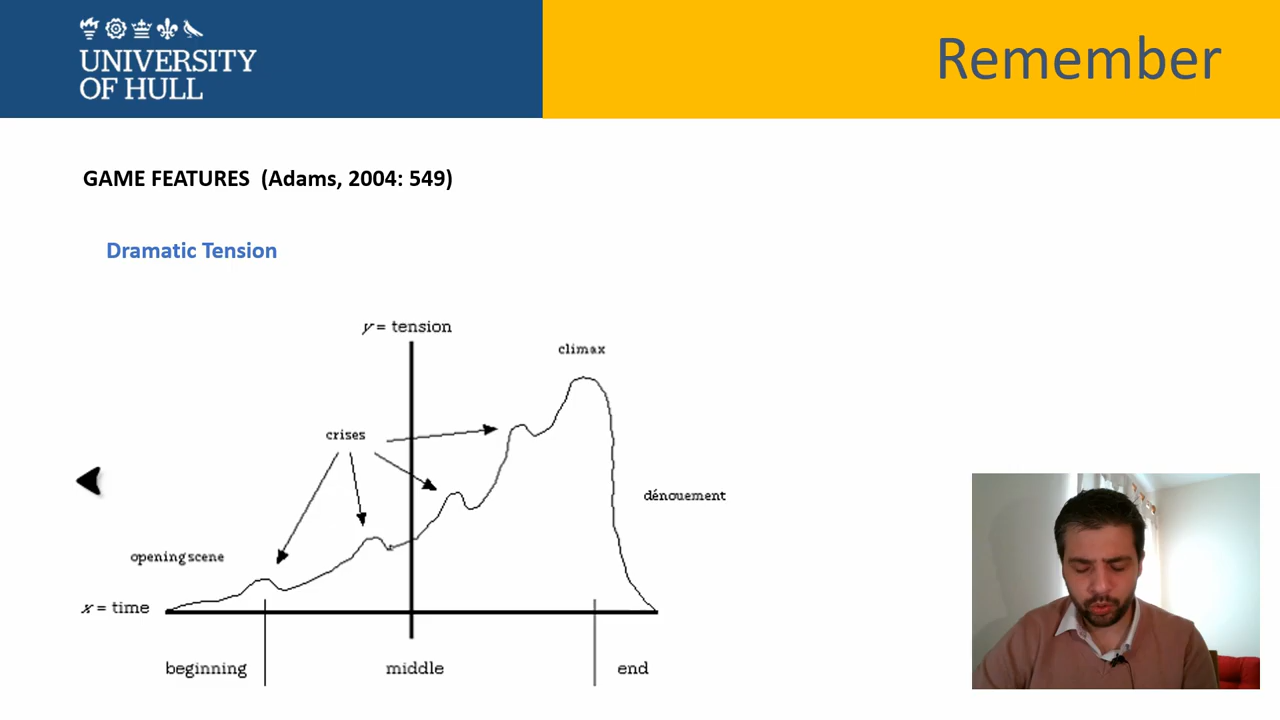 UNIVERSITY
OF HULL
Remember
GAME FEATURES (Adams, 2004: 549)
Dramatic Tension
y = tension
climax
crises
dénouement
opening scene
x = time
beginning
middle
end